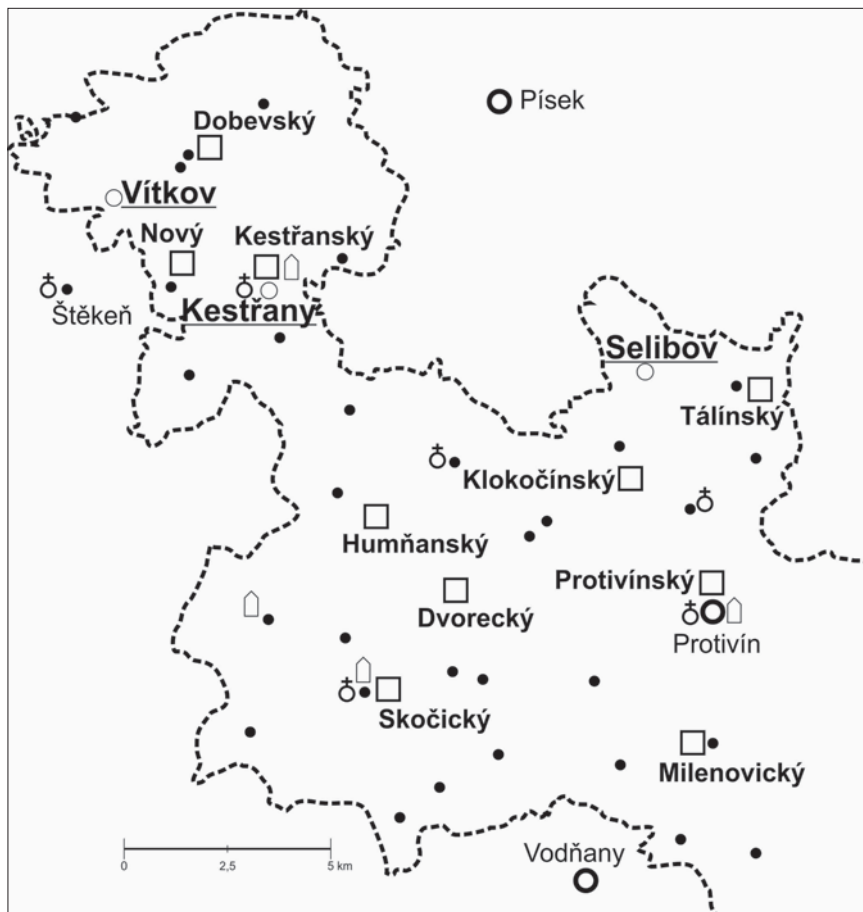 Písek
Dobevský
Vítkov
Nový
Kestřanský
Štěkeň
Kestřany
Selibov
Tálínský
Klokočínský
Humňanský
Protivínský
Dvorecký
Protivín
Skočický
Milenovický
Vodňany
0 2,5 5 km